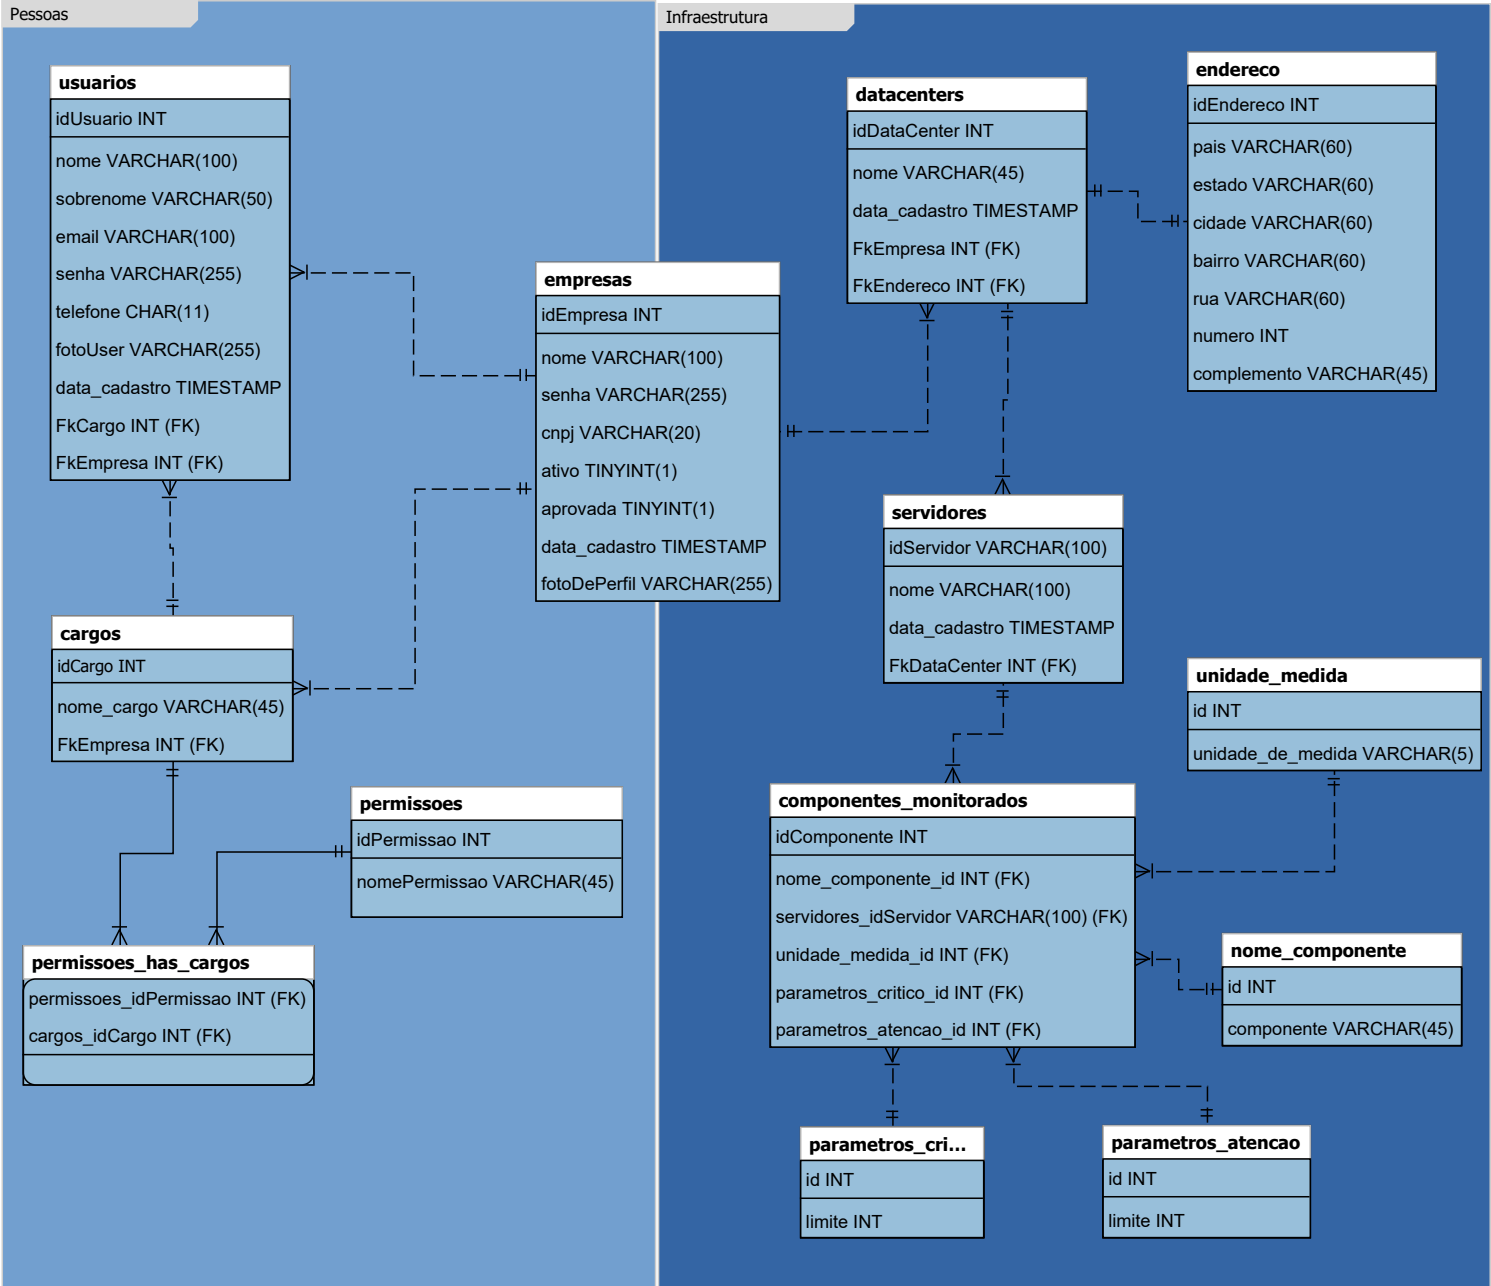 Pessoas
usuarios
idUsuario INT
nome VARCHAR(100)
sobrenome VARCHAR(50)
email VARCHAR(100)
senha VARCHAR(255)
telefone CHAR(11)
fotoUser VARCHAR(255)
data_cadastro TIMESTAMP
FkCargo INT (FK)
FkEmpresa INT (FK)
cargos
idCargo INT
nome_cargo VARCHAR(45)
FkEmpresa INT (FK)
permissoes
idPermissao INT
nomePermissao VARCHAR(45)
permissoes_has_cargos
permissoes_idPermissao INT (FK)
cargos_idCargo INT (FK)
empresas
idEmpresa INT
nome VARCHAR(100)
senha VARCHAR(255)
cnpj VARCHAR(20)
ativo TINYINT(1)
aprovada TINYINT(1)
data_cadastro TIMESTAMP
fotoDePerfil VARCHAR(255)
Infraestrutura
datacenters
idDataCenter INT
nome VARCHAR(45)
data_cadastro TIMESTAMP
FkEmpresa INT (FK)
FkEndereco INT (FK)
endereco
idEndereco INT
pais VARCHAR(60)
estado VARCHAR(60)
cidade VARCHAR(60)
bairro VARCHAR(60)
rua VARCHAR(60)
numero INT
complemento VARCHAR(45)
servidores
idServidor VARCHAR(100)
nome VARCHAR(100)
data_cadastro TIMESTAMP
FkDataCenter INT (FK)
unidade_medida
id INT
unidade_de_medida VARCHAR(5)
componentes_monitorados
idComponente INT
nome_componente_id INT (FK)
servidores_idServidor VARCHAR(100) (FK)
unidade_medida_id INT (FK)
parametros_critico_id INT (FK)
parametros_atencao_id INT (FK)
nome_componente
id INT
componente VARCHAR(45)
parametros_cri...
id INT
limite INT
parametros_atencao
id INT
limite INT